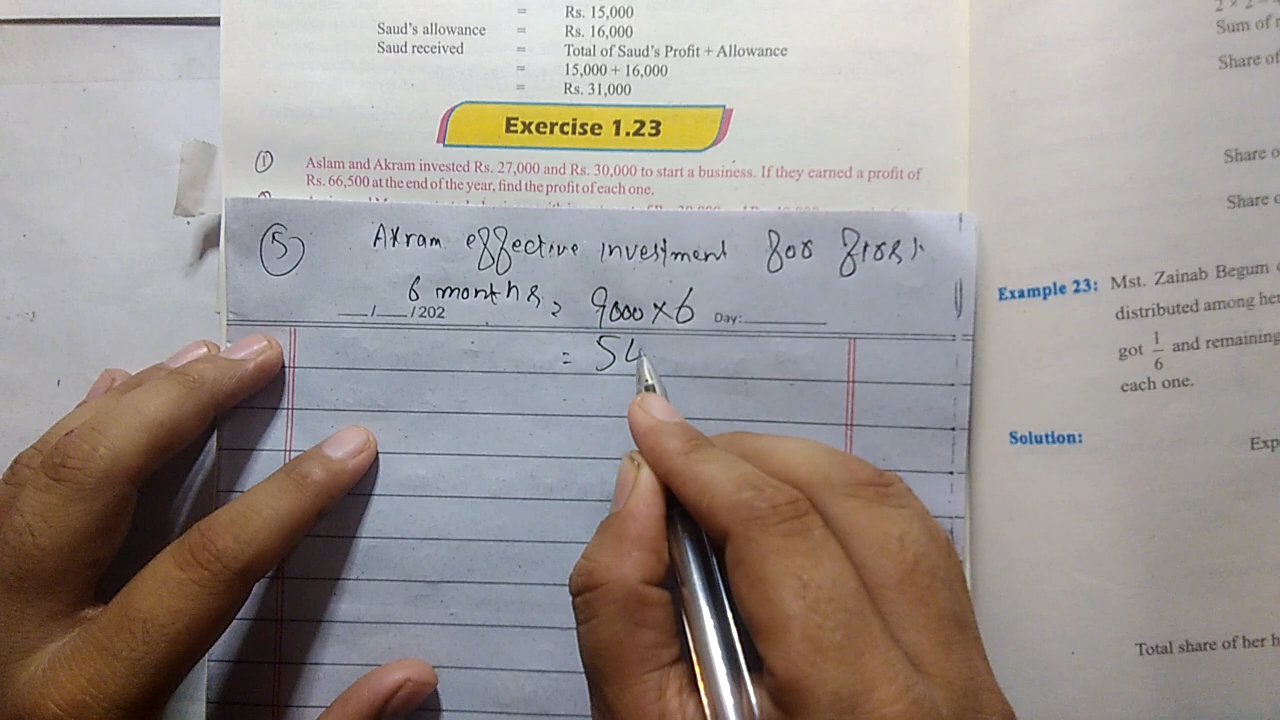 = Rs. 15,000
Saud's allowance = Rs. 16,000
Saud received = Total of Saud's Profit + Allowance
= 15,000 + 16,000
= Rs. 31,000
Exercise 1.23
① Aslam and Akram invested Rs. 27,000 and Rs. 30,000 to start a business. If they earned a profit of
Rs. 66,500 at the end of the year, find the profit of each one.
⑤ Akram effective investment for first
6 months = 9000×6
__/__/202 Day:
= 54
Sum of
Share of
Share
Share
Example 23: Mst. Zainab Begum
distributed among her
got 1/6 and remaining
each one.
Solution:
Exp
Total share of her h